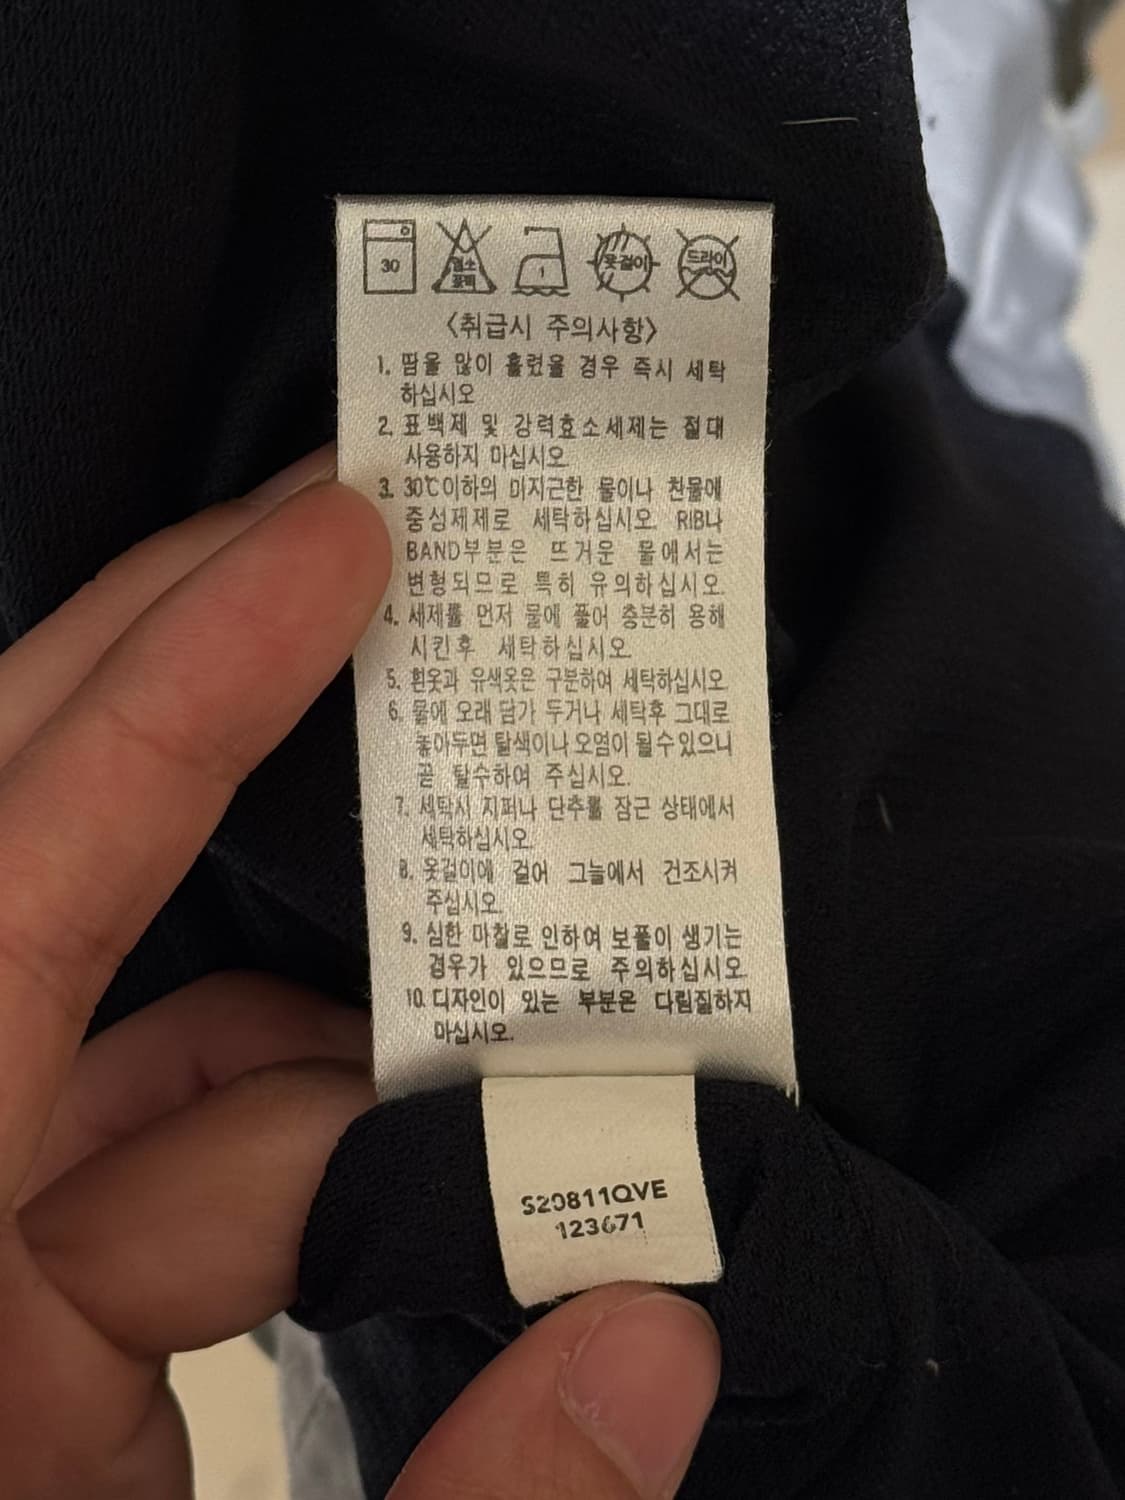 30
염소
표백
1
옷걸이
드라이
〈취급시 주의사항〉
1. 땀을 많이 흘렸을 경우 즉시 세탁
하십시오
2. 표백제 및 강력효소세제는 절대
사용하지 마십시오.
3. 30℃이하의 미지근한 물이나 찬물에
중성제제로 세탁하십시오. RIB나
BAND부분은 뜨거운 물에서는
변형되므로 특히 유의하십시오.
4. 세제를 먼저 물에 풀어 충분히 용해
시킨후 세탁하십시오.
5. 흰옷과 유색옷은 구분하여 세탁하십시오
6. 물에 오래 담가 두거나 세탁후 그대로
놓아두면 탈색이나 오염이 될수있으니
곧 탈수하여 주십시오.
7. 세탁시 지퍼나 단추를 잠근 상태에서
세탁하십시오.
8. 옷걸이에 걸어 그늘에서 건조시켜
주십시오.
9. 심한 마찰로 인하여 보풀이 생기는
경우가 있으므로 주의하십시오.
10. 디자인이 있는 부분은 다림질하지
마십시오.
S20811QVE
123671